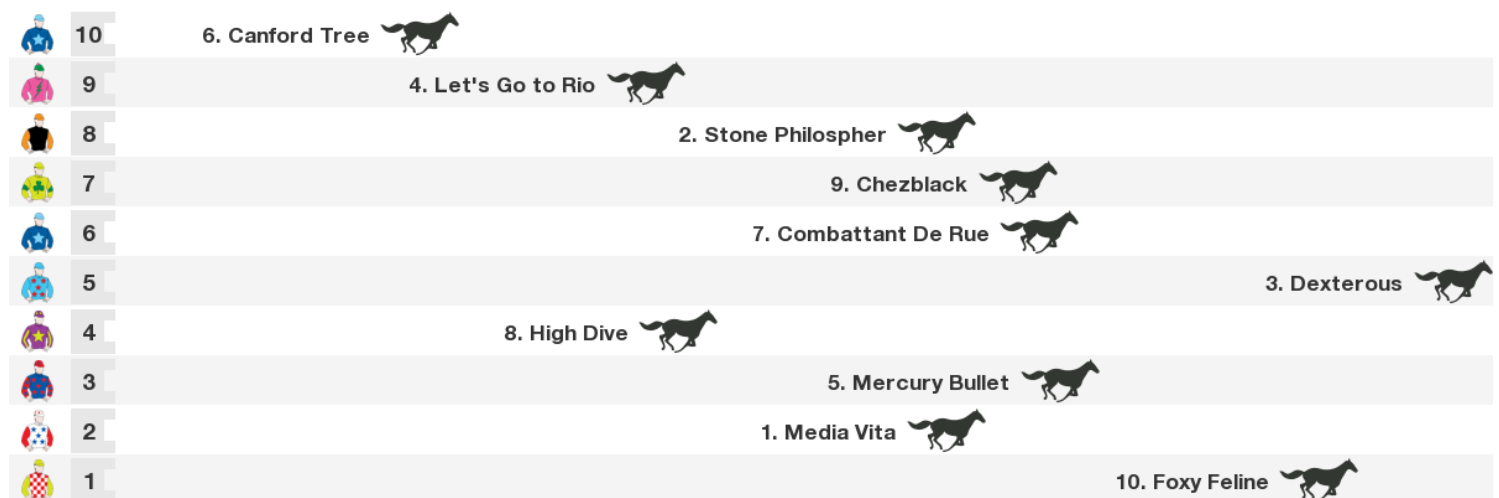 10 6. Canford Tree
9 4. Let's Go to Rio
8 2. Stone Philospher
7 9. Chezblack
6 7. Combattant De Rue
5 3. Dexterous
4 8. High Dive
3 5. Mercury Bullet
2 1. Media Vita
1 10. Foxy Feline